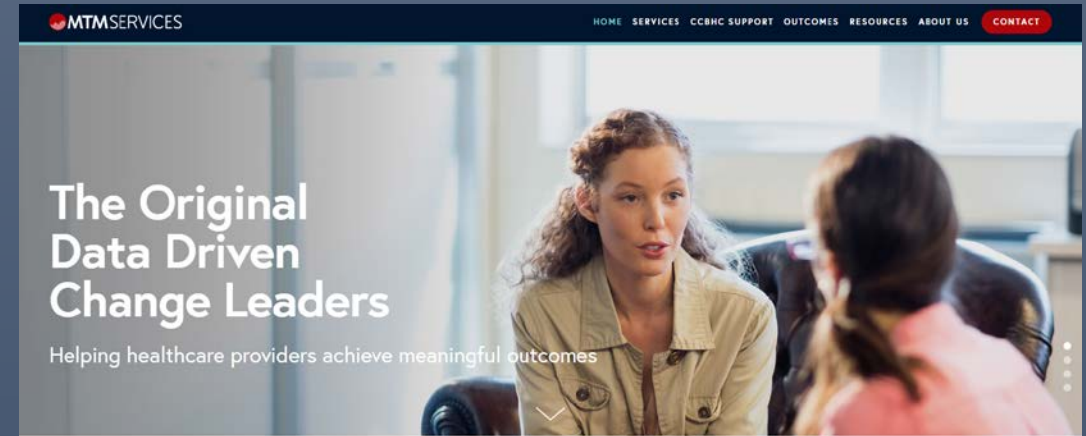 MTMSERVICES
HOME SERVICES CCBHC SUPPORT OUTCOMES RESOURCES ABOUT US CONTACT
The Original
Data Driven
Change Leaders
Helping healthcare providers achieve meaningful outcomes